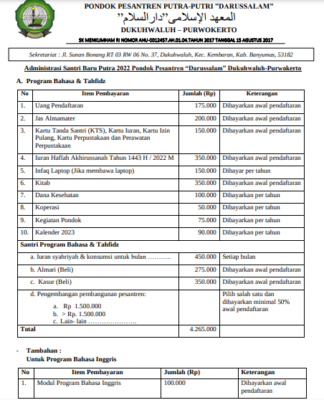 PONDOK PESANTREN PUTRA-PUTRI "DARUSSALAM"
المعهد الإسلامى "دار السلام"
DUKUHWALUH – PURWOKERTO
SK MENKUMHAM RI NOMOR AHU-0012457.AH.01.04.TAHUN 2017 TANGGAL 15 AGUSTUS 2017
Sekretariat : Jl. Sunan Bonang RT 03 RW 06 No. 37, Dukuhwaluh, Kec. Kembaran, Kab. Banyumas, 53182
Administrasi Santri Baru Putra 2022 Pondok Pesantren "Darussalam" Dukuhwaluh-Purwokerto
A. Program Bahasa & Tahfidz
No Item Pembayaran Jumlah (Rp) Keterangan
1. Uang Pendaftaran 175.000 Dibayarkan awal pendaftaran
2. Jas Almamater 200.000 Dibayarkan awal pendaftaran
3. Kartu Tanda Santri (KTS), Kartu Iuran, Kartu Izin Pulang, Kartu Perpustakaan dan Perawatan Perpustakaan 150.000 Dibayarkan awal pendaftaran
4. Iuran Haflah Akhirussanah Tahun 1443 H / 2022 M 350.000 Dibayarkan awal pendaftaran
5. Infaq Laptop (Jika membawa laptop) 150.000 Dibayar per tahun
6. Kitab 350.000 Dibayarkan awal pendaftaran
7. Dana Kesehatan 100.000 Dibayarkan per tahun
8. Koperasi 50.000 Dibayarkan per tahun
9. Kegiatan Pondok 75.000 Dibayarkan per tahun
10. Kalender 2023 90.000 Dibayarkan per tahun
Santri Program Bahasa & Tahfidz
a. Iuran syahriyah & konsumsi untuk bulan ........... 450.000 Setiap bulan
b. Almari (Beli) 275.000 Dibayarkan awal pendaftaran
c. Kasur (Beli) 350.000 Dibayarkan awal pendaftaran
d. Pengembangan pembangunan pesantren: Pilih salah satu dan
a. Rp 1.500.000 dibayarkan minimal 50%
b. > Rp. 1.500.000 awal pendaftaran
c. Lain- lain ......................
Total 4.265.000
- Tambahan :
Untuk Program Bahasa Inggris
No Item Pembayaran Jumlah (Rp) Keterangan
1. Modul Program Bahasa Inggris 100.000 Dibayarkan awal
pendaftaran